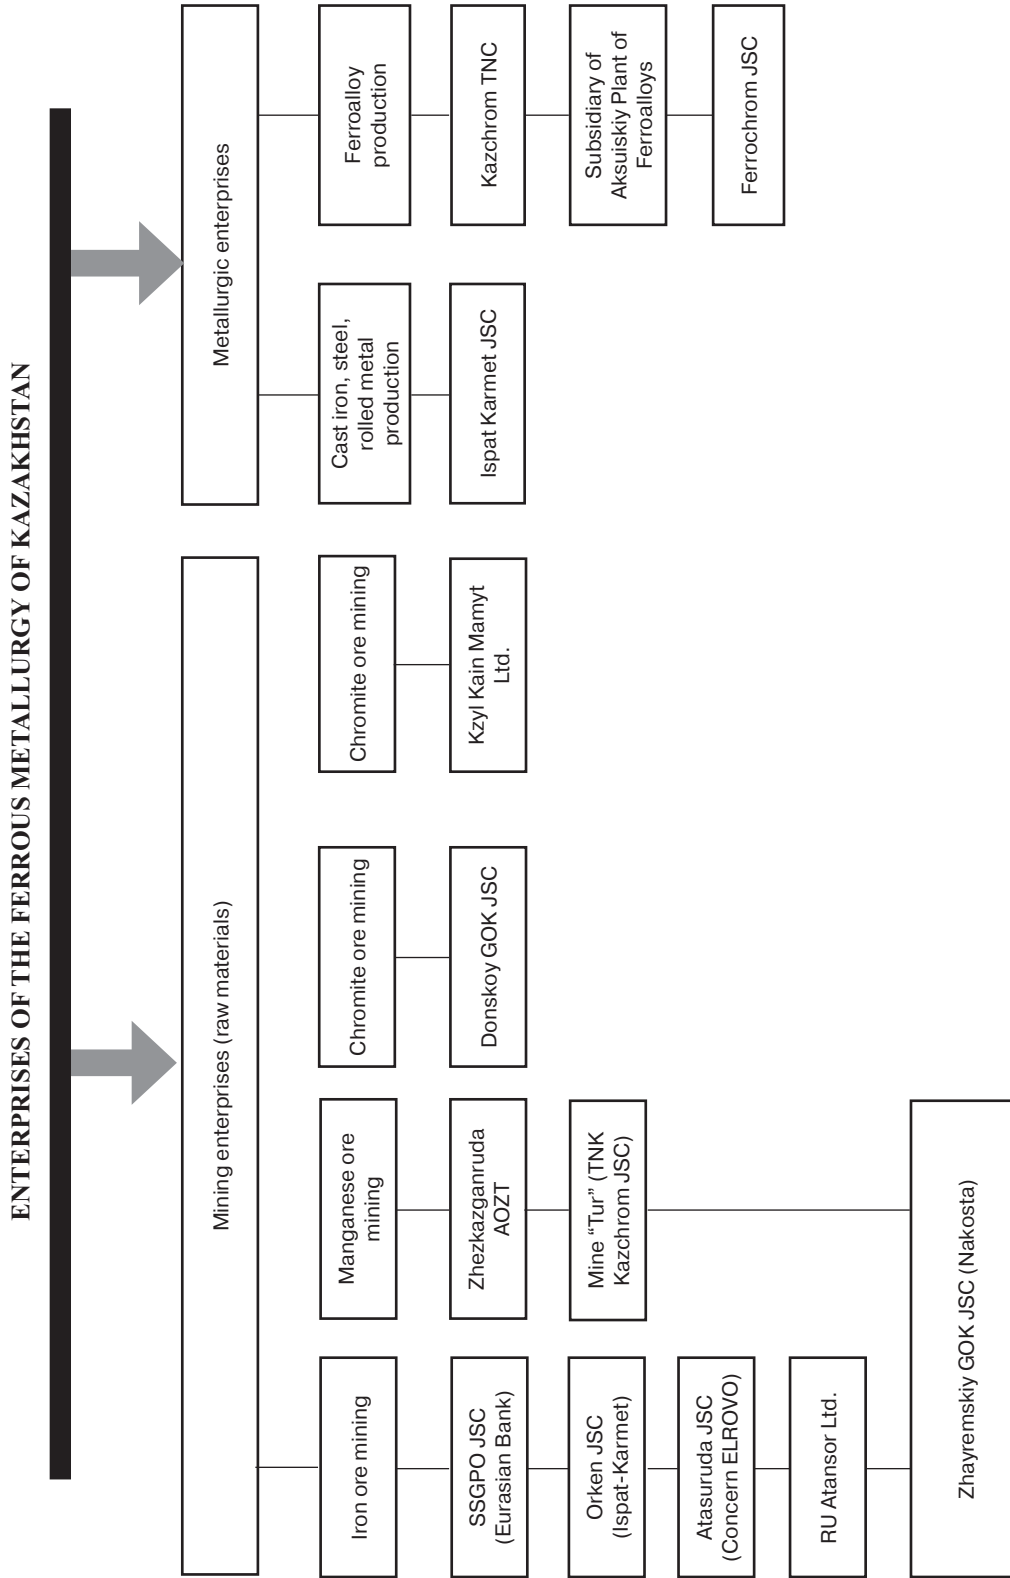 ENTERPRISES OF THE FERROUS METALLURGY OF KAZAKHSTAN
Mining enterprises (raw materials)
Metallurgic enterprises
Iron ore mining
SSGPO JSC
(Eurasian Bank)
Orken JSC
(Ispat-Karmet)
Atasuruda JSC
(Concern ELROVO)
RU Atansor Ltd.
Manganese ore
mining
Zhezkazganruda
AOZT
Mine “Tur” (TNK
Kazchrom JSC)
Zhayremskiy GOK JSC (Nakosta)
Chromite ore mining
Donskoy GOK JSC
Chromite ore mining
Kzyl Kain Mamyt
Ltd.
Cast iron, steel,
rolled metal
production
Ispat Karmet JSC
Ferroalloy
production
Kazchrom TNC
Subsidiary of
Aksuiskiy Plant of
Ferroalloys
Ferrochrom JSC